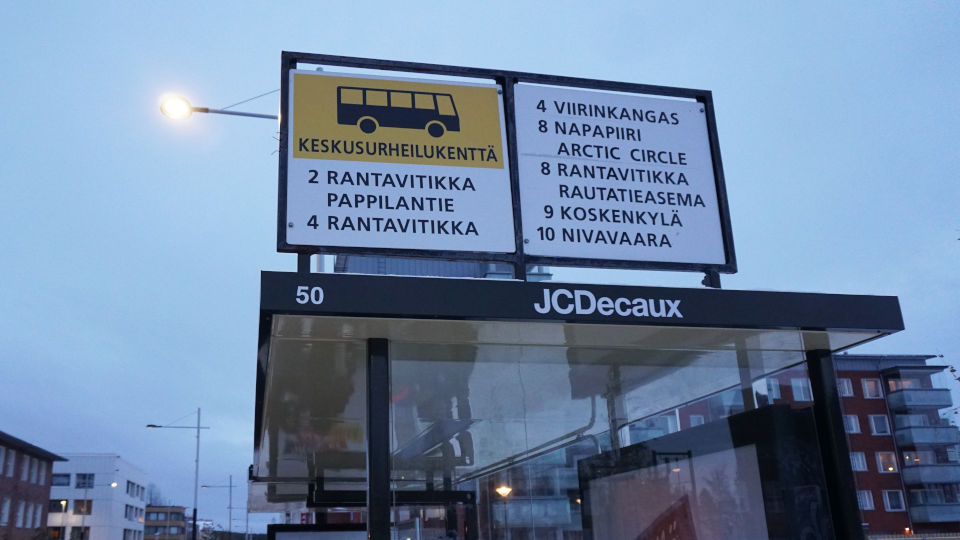 KESKUSURHEILUKENTTÄ
2 RANTAVITIKKA
PAPPILANTIE
4 RANTAVITIKKA
4 VIIRINKANGAS
8 NAPAPIIRI
ARCTIC CIRCLE
8 RANTAVITIKKA
RAUTATIEASEMA
9 KOSKENKYLÄ
10 NIVAVAARA
50 JCDecaux